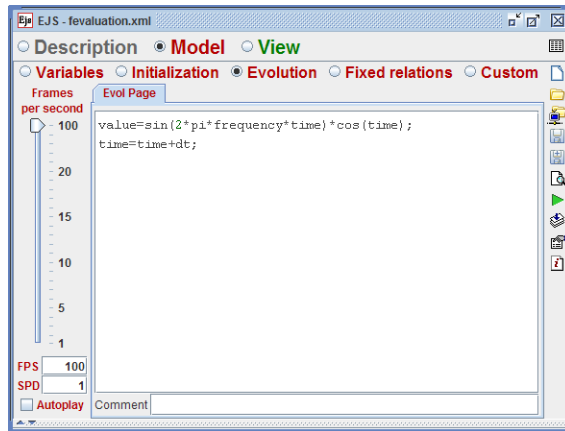 Ejs EJS - fevaluation.xml
Description Model View
Variables Initialization Evolution Fixed relations Custom
Frames
per second
Evol Page
100
value=sin(2*pi*frequency*time)*cos(time);
time=time+dt;
20
15
10
5
1
FPS 100
SPD 1
Autoplay Comment